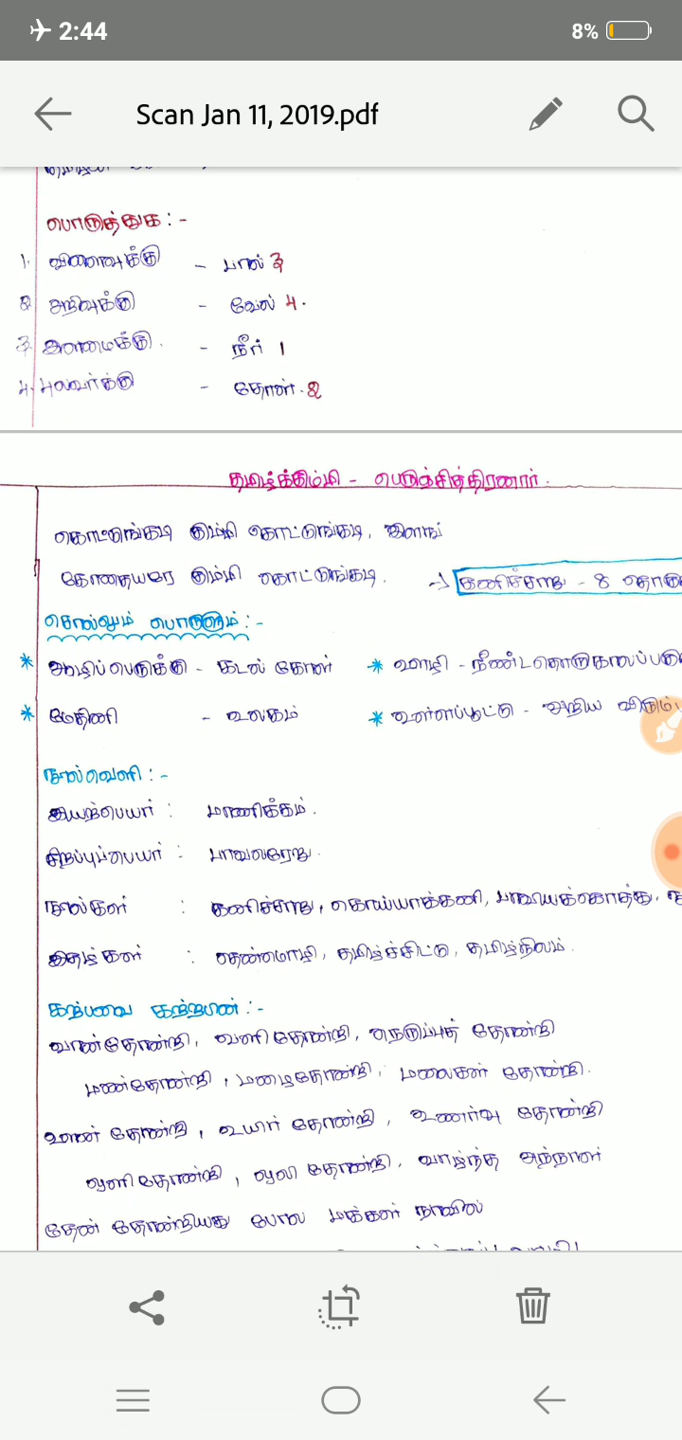 2:44 8%
Scan Jan 11, 2019.pdf
பொருத்துக :-
1. விளைவுக்கு - பால் 3
2 அறிவுக்கு - வேல் 4.
3 இளமைக்கு. - நீர் 1
4. புலவர்க்கு - தோள். 2
தமிழ்க்கும்மி - பெருஞ்சித்திரனார்.
கொட்டுங்கடி கும்மி கொட்டுங்கடி, இளங்
கோதையரே கும்மி கொட்டுங்கடி. → கனிச்சாறு - 8 தொகு
சொல்லும் பொருளும் :-
* ஆழிப்பெருக்கு - கடல் கோள் * ஊழி - நீண்டதொருகாலப்பகு
* மேதினி - உலகம் * உள்ளப்பூட்டு - அறிய விரும்
நூல்வெளி :-
இயற்பெயர் : மாணிக்கம்.
சிறப்புப்பெயர் : பாவலரேறு.
நூல்கள் : கனிச்சாறு, கொய்யாக்கனி, பாவியக்கொத்து, நூ
இதழ்கள் : தென்மொழி, தமிழ்ச்சிட்டு, தமிழ்நிலம்.
கற்பவை கற்றபின் :-
வான்தோன்றி, வளி தோன்றி, நெருப்புத் தோன்றி
மண்தோன்றி, மழைதோன்றி, மலைகள் தோன்றி.
ஊன் தோன்றி, உயிர் தோன்றி, உணர்வு தோன்றி
ஒளிதோன்றி, ஒலி தோன்றி, வாழ்ந்த அந்நாள்
தேன் தோன்றியது போல மக்கள் நாவில்